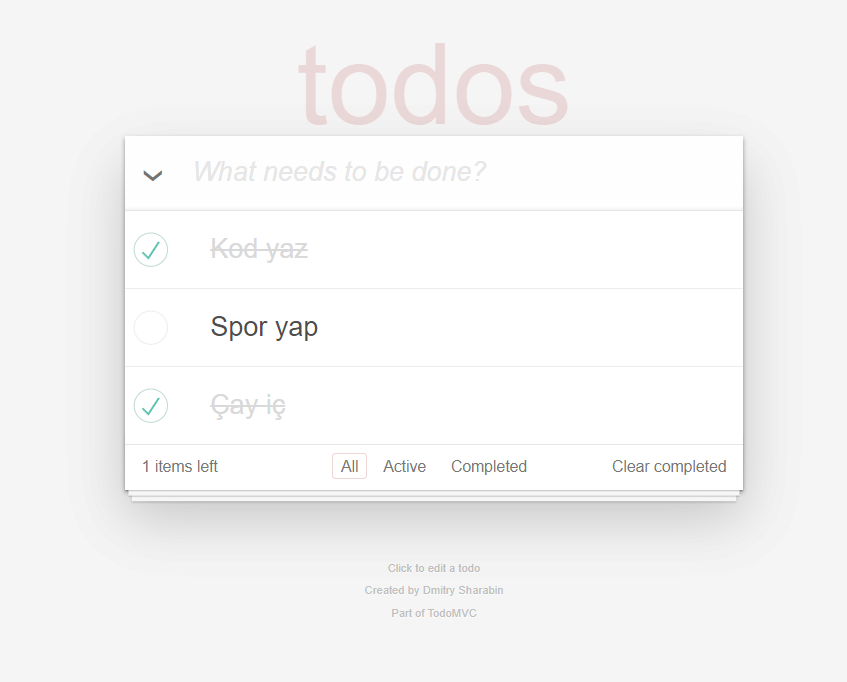 todos
What needs to be done?
Kod yaz
Spor yap
Çay iç
1 items left All Active Completed Clear completed
Click to edit a todo
Created by Dmitry Sharabin
Part of TodoMVC